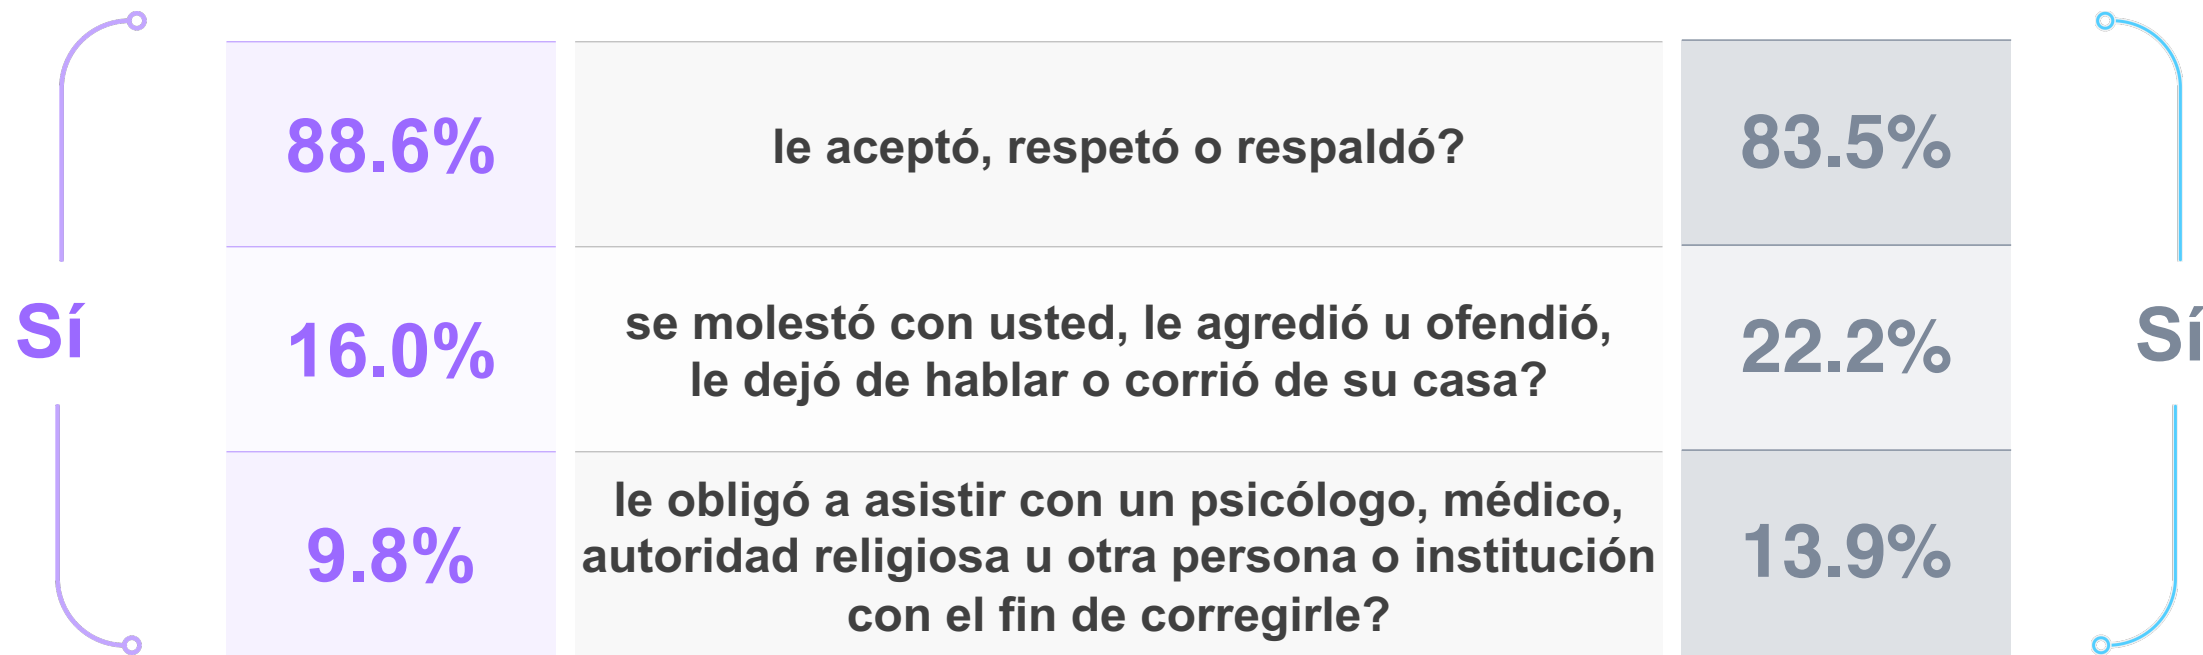 88.6%
le aceptó, respetó o respaldó?
83.5%
Sí
16.0%
se molestó con usted, le agredió u ofendió,
le dejó de hablar o corrió de su casa?
22.2%
Sí
9.8%
le obligó a asistir con un psicólogo, médico,
autoridad religiosa u otra persona o institución
con el fin de corregirle?
13.9%